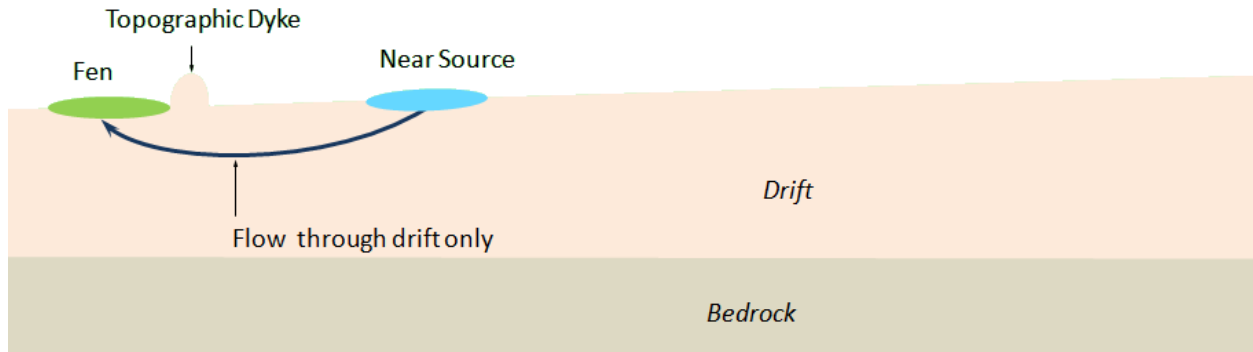 Topographic Dyke
Fen
Near Source
Drift
Flow through drift only
Bedrock